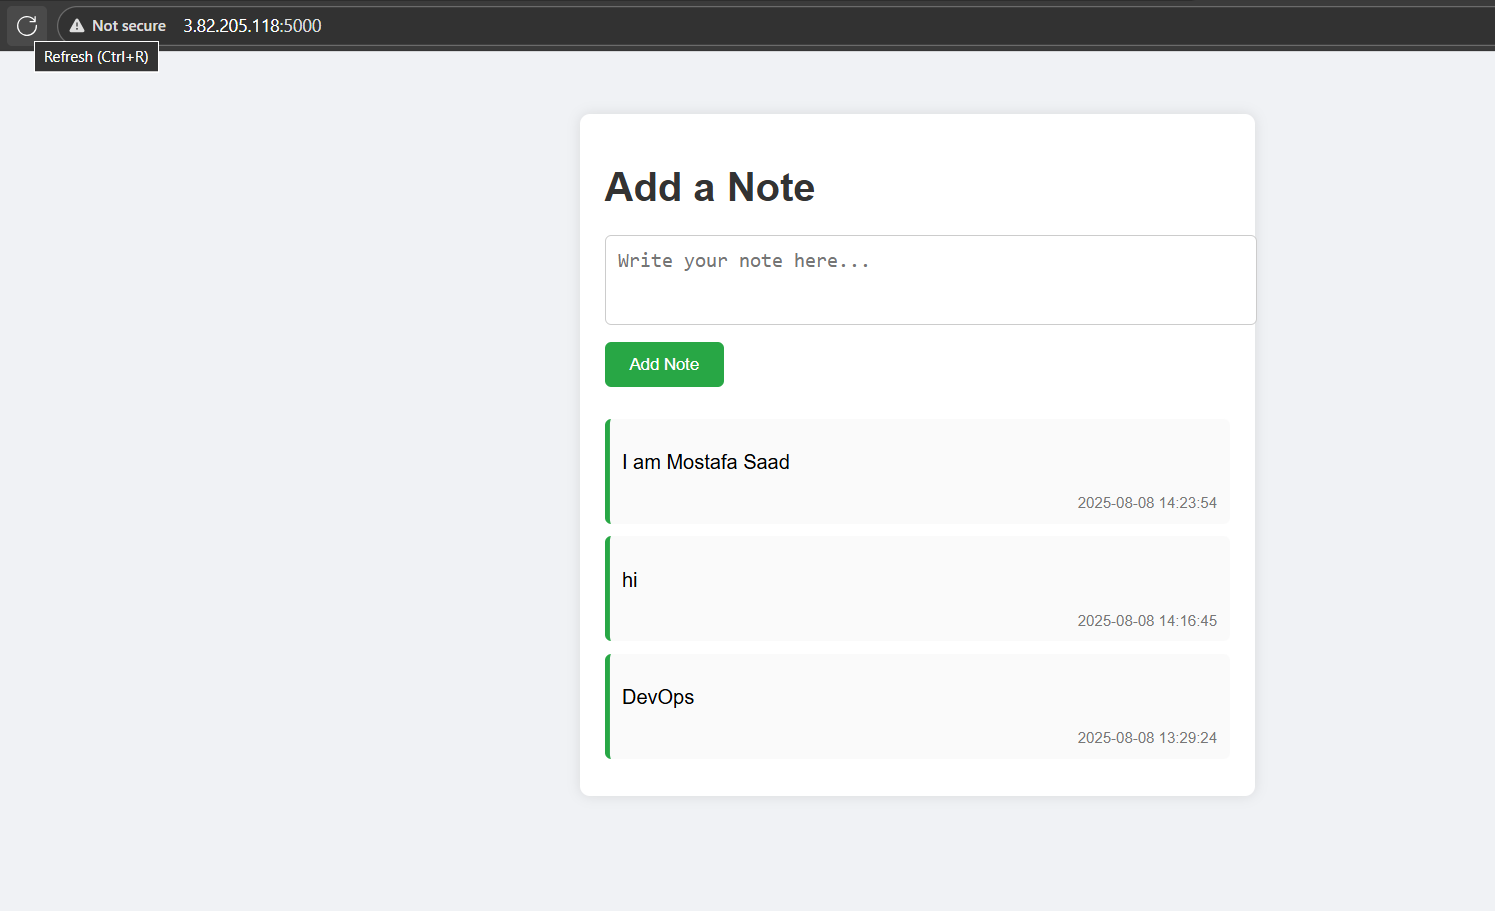 Not secure 3.82.205.118:5000
Refresh (Ctrl+R)
Add a Note
Write your note here...
Add Note
I am Mostafa Saad
2025-08-08 14:23:54
hi
2025-08-08 14:16:45
DevOps
2025-08-08 13:29:24